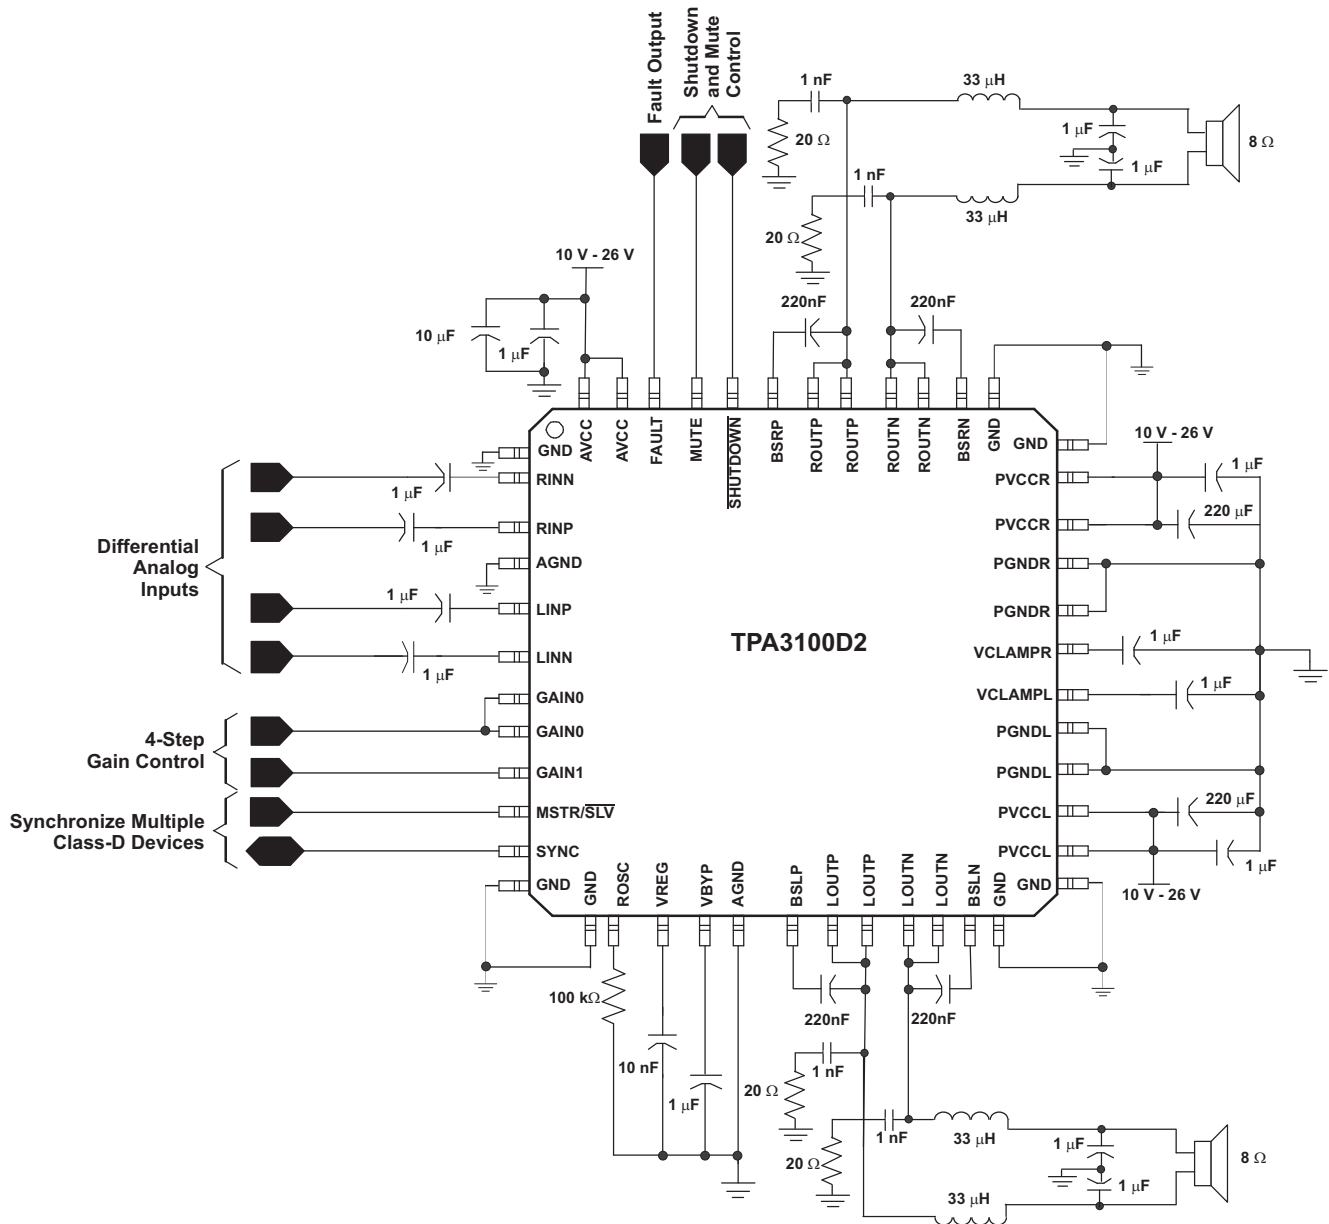 Fault Output
Shutdown
and Mute
Control
1 nF
33 μH
20 Ω
1 μF
1 μF
8 Ω
1 nF
33 μH
20 Ω
10 V - 26 V
10 μF
1 μF
220nF
220nF
AVCC
AVCC
FAULT
MUTE
SHUTDOWN
BSRP
ROUTP
ROUTP
ROUTN
ROUTN
BSRN
GND
GND
RINN
RINP
AGND
LINP
LINN
GAIN0
GAIN0
GAIN1
MSTR/SLV
SYNC
GND
Differential
Analog
Inputs
1 μF
1 μF
1 μF
1 μF
4-Step
Gain Control
Synchronize Multiple
Class-D Devices
TPA3100D2
GND
PVCCR
PVCCR
PGNDR
PGNDR
VCLAMPR
VCLAMPL
PGNDL
PGNDL
PVCCL
PVCCL
GND
10 V - 26 V
1 μF
220 μF
1 μF
1 μF
220 μF
1 μF
10 V - 26 V
GND
ROSC
VREG
VBYP
AGND
BSLP
LOUTP
LOUTP
LOUTN
LOUTN
BSLN
GND
100 kΩ
10 nF
1 μF
220nF
220nF
1 nF
20 Ω
1 nF
33 μH
20 Ω
1 μF
1 μF
8 Ω
33 μH